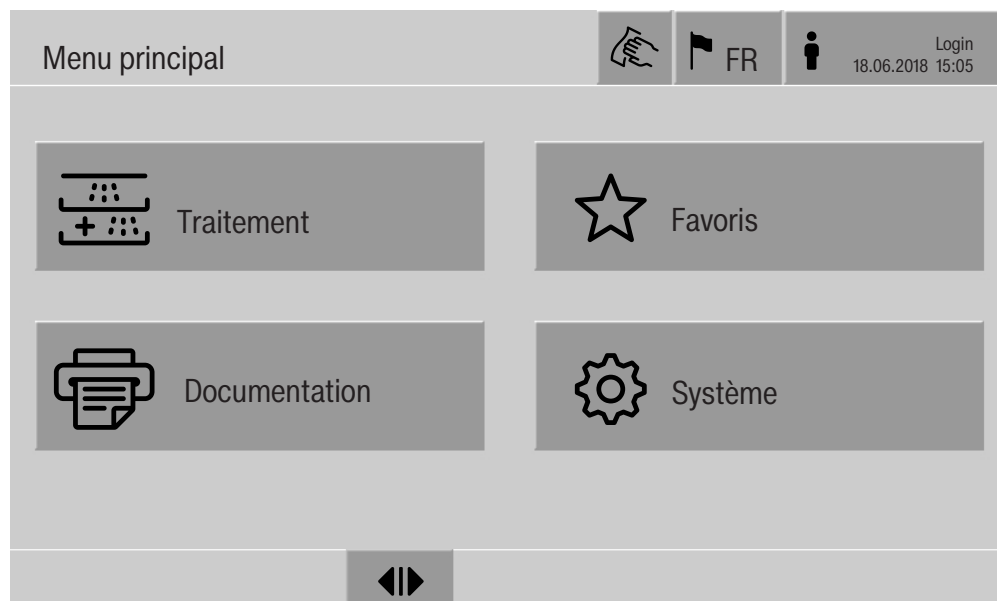 Menu principal
FR
Login
18.06.2018 15:05
Traitement
Favoris
Documentation
Système